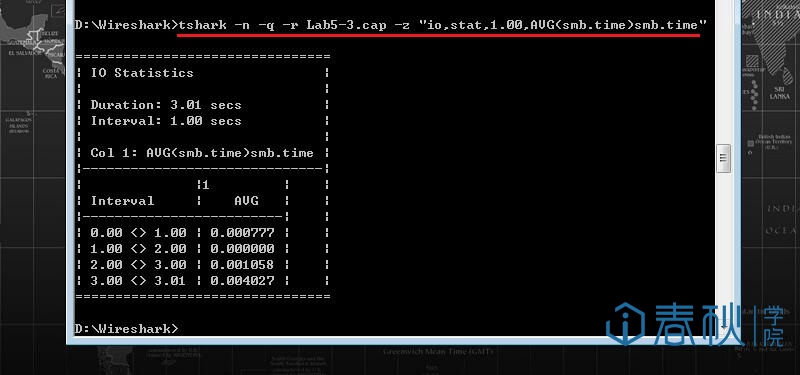 D:\Wireshark>tshark -n -q -r Lab5-3.cap -z "io,stat,1.00,AVG(smb.time)smb.time"
===============================
| IO Statistics |
| |
| Duration: 3.01 secs |
| Interval: 1.00 secs |
| |
| Col 1: AVG(smb.time)smb.time |
|-----------------------------|
| |1 | |
| Interval | AVG | |
|-------------------------| |
| 0.00 <> 1.00 | 0.000777 | |
| 1.00 <> 2.00 | 0.000000 | |
| 2.00 <> 3.00 | 0.001058 | |
| 3.00 <> 3.01 | 0.004027 | |
===============================
D:\Wireshark>
BELIZE
HONDURAS
EL SALVADOR
COSTA RICA
GALAPAGOS ISLANDS
SRI LANKA
British Indian Ocean Territory (U.K.)
INDIA
OCEA
Greenwich Mean Time (GMT)
春秋学院